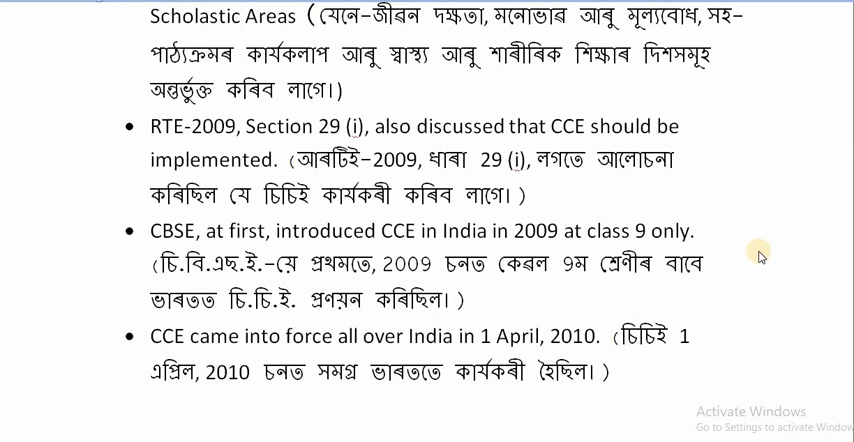 Scholastic Areas (যেনে-জীৱন দক্ষতা, মনোভাৱ আৰু মূল্যবোধ, সহ-
পাঠ্যক্ৰমৰ কাৰ্যকলাপ আৰু স্বাস্থ্য আৰু শাৰীৰিক শিক্ষাৰ দিশসমূহ
অন্তৰ্ভুক্ত কৰিব লাগে।)
• RTE-2009, Section 29 (i), also discussed that CCE should be
implemented. (আৰটিই-2009, ধাৰা 29 (i), লগতে আলোচনা
কৰিছিল যে চিচিই কাৰ্যকৰী কৰিব লাগে। )
• CBSE, at first, introduced CCE in India in 2009 at class 9 only.
(চি.বি.এছ.ই.-য়ে প্ৰথমতে, 2009 চনত কেৱল 9ম শ্ৰেণীৰ বাবে
ভাৰতত চি.চি.ই. প্ৰণয়ন কৰিছিল। )
• CCE came into force all over India in 1 April, 2010. (চিচিই 1
এপ্ৰিল, 2010 চনত সমগ্ৰ ভাৰততে কাৰ্যকৰী হৈছিল। )
Activate Windows
Go to Settings to activate Window